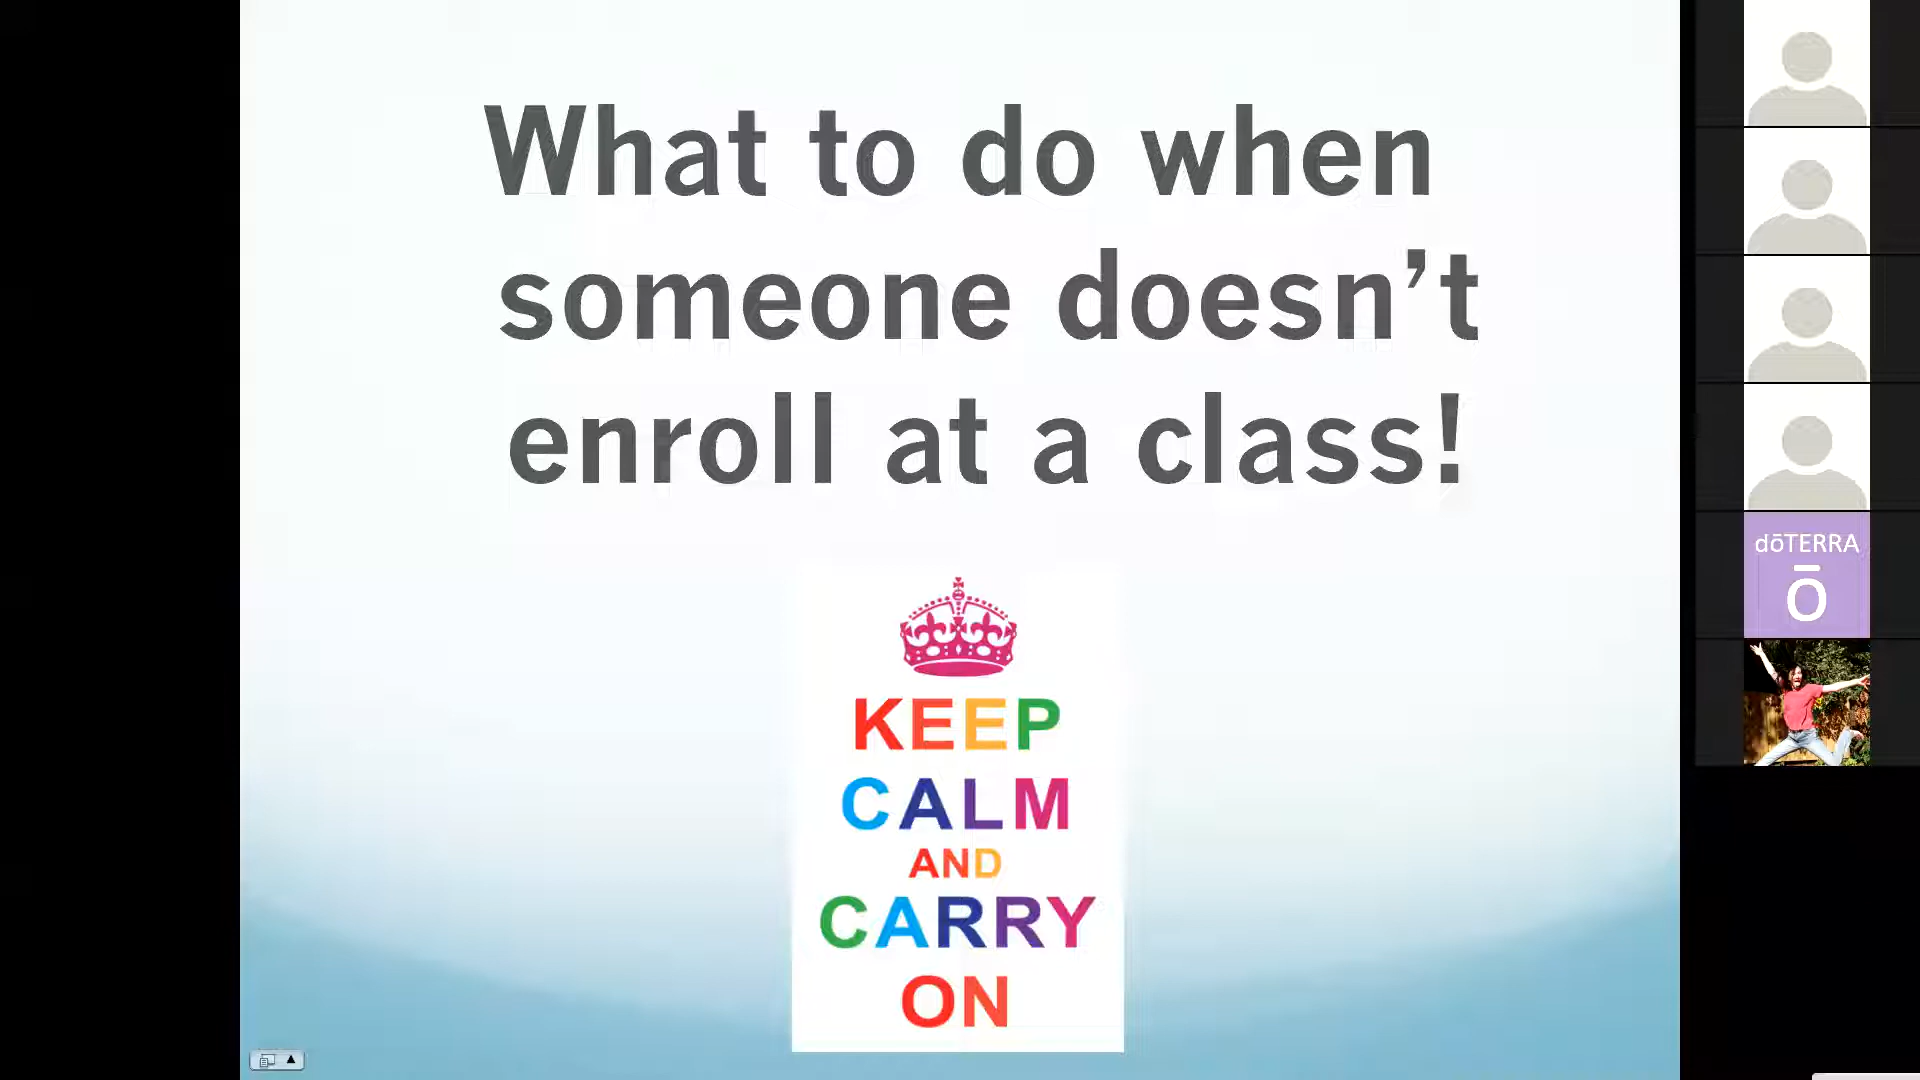 What to do when
someone doesn’t
enroll at a class!
KEEP
CALM
AND
CARRY
ON
dōTERRA
ō